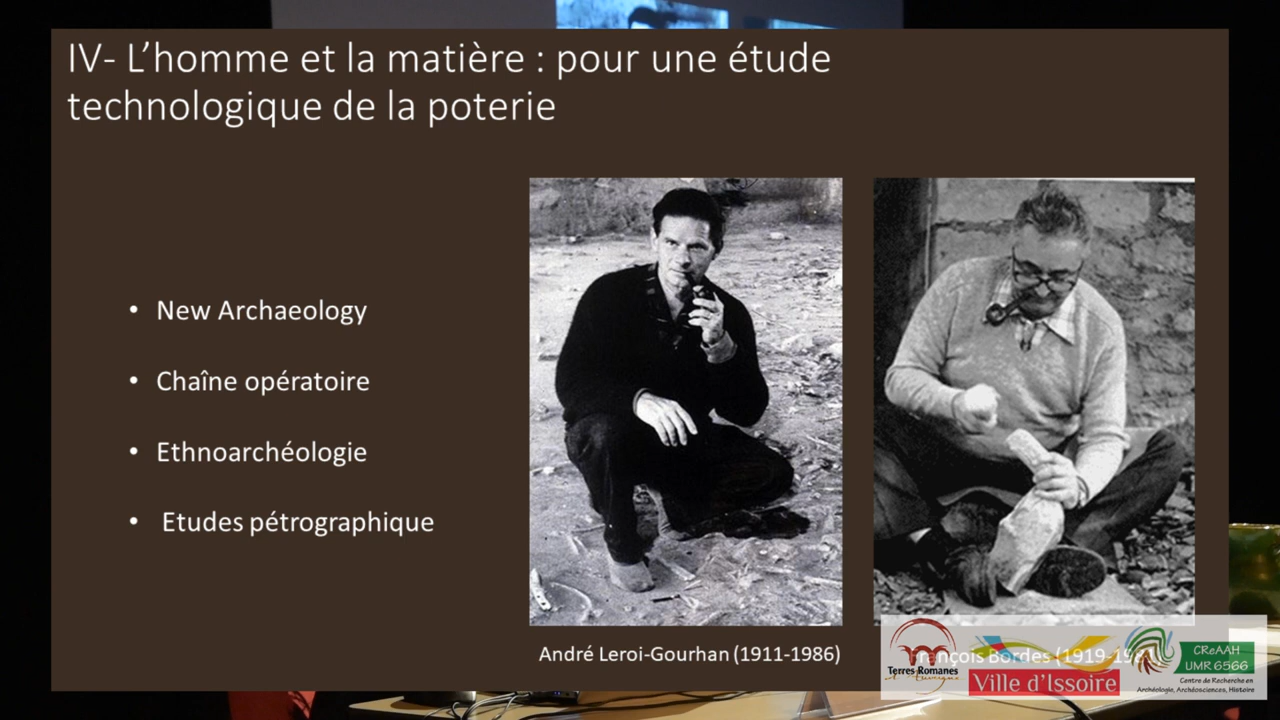 IV- L’homme et la matière : pour une étude
technologique de la poterie
• New Archaeology
• Chaîne opératoire
• Ethnoarchéologie
• Etudes pétrographique
André Leroi-Gourhan (1911-1986)
François Bordes (1919-198
Terres Romanes
d'Auvergne
Ville d’Issoire
CReAAH
UMR 6566
Centre de Recherche en
Archéologie, Archéosciences, Histoire